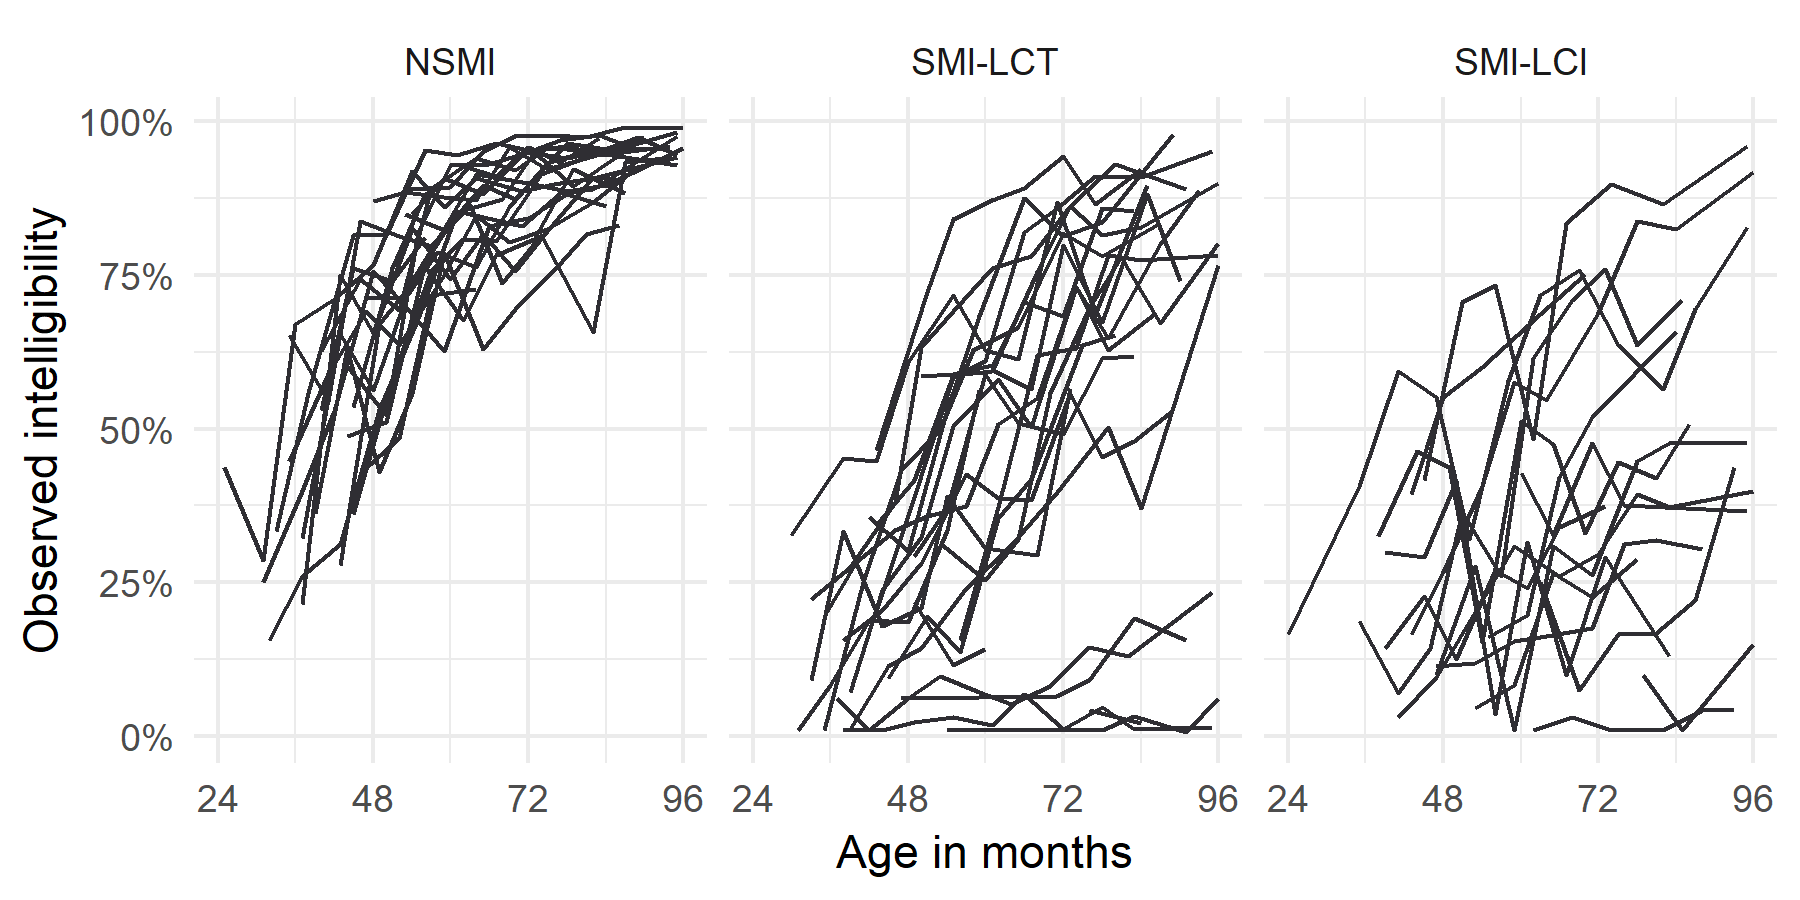 NSMI SMI-LCT SMI-LCI
Observed intelligibility
100%
75%
50%
25%
0%
24 48 72 96 24 48 72 96 24 48 72 96
Age in months